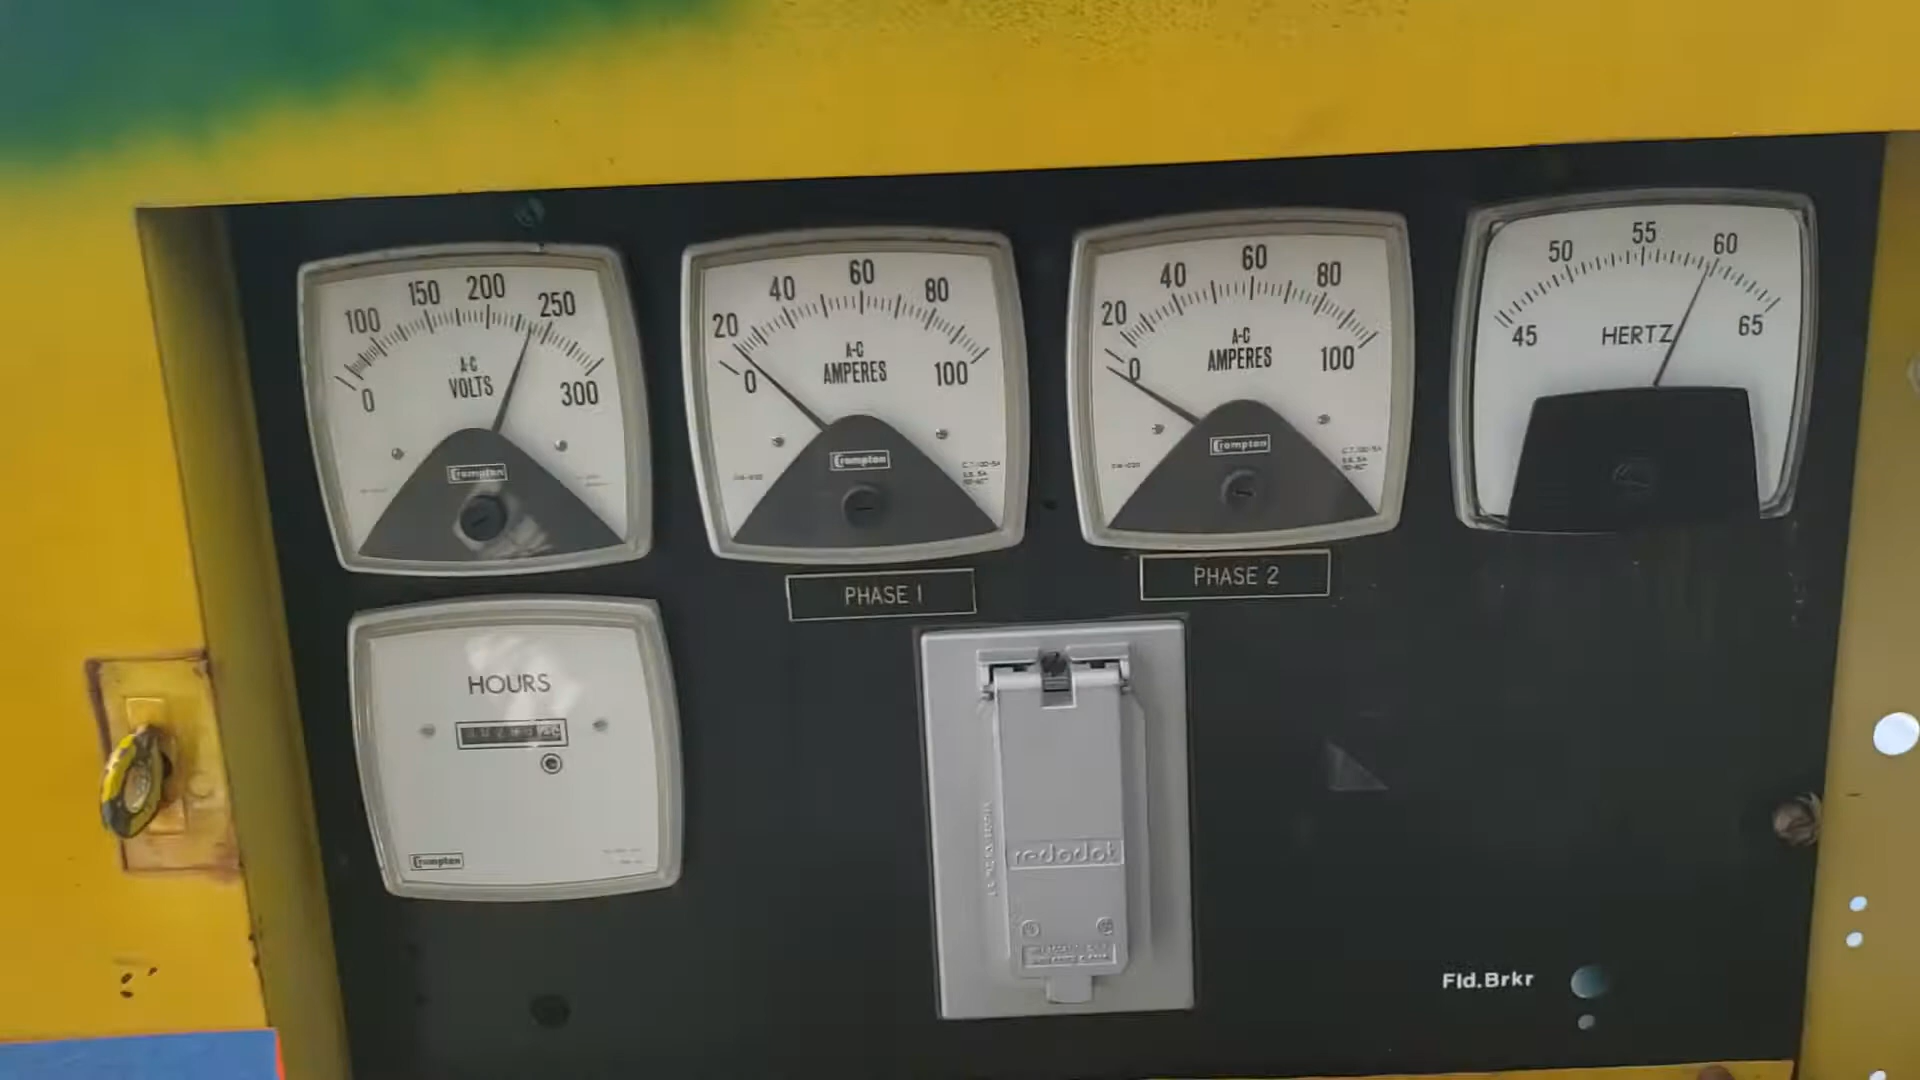 0 100 150 200 250 300
A-C
VOLTS
Crompton
0 20 40 60 80 100
A-C
AMPERES
Crompton
PHASE 1
0 20 40 60 80 100
A-C
AMPERES
Crompton
PHASE 2
45 50 55 60 65
HERTZ
HOURS
Crompton
redodot
Fld.Brkr